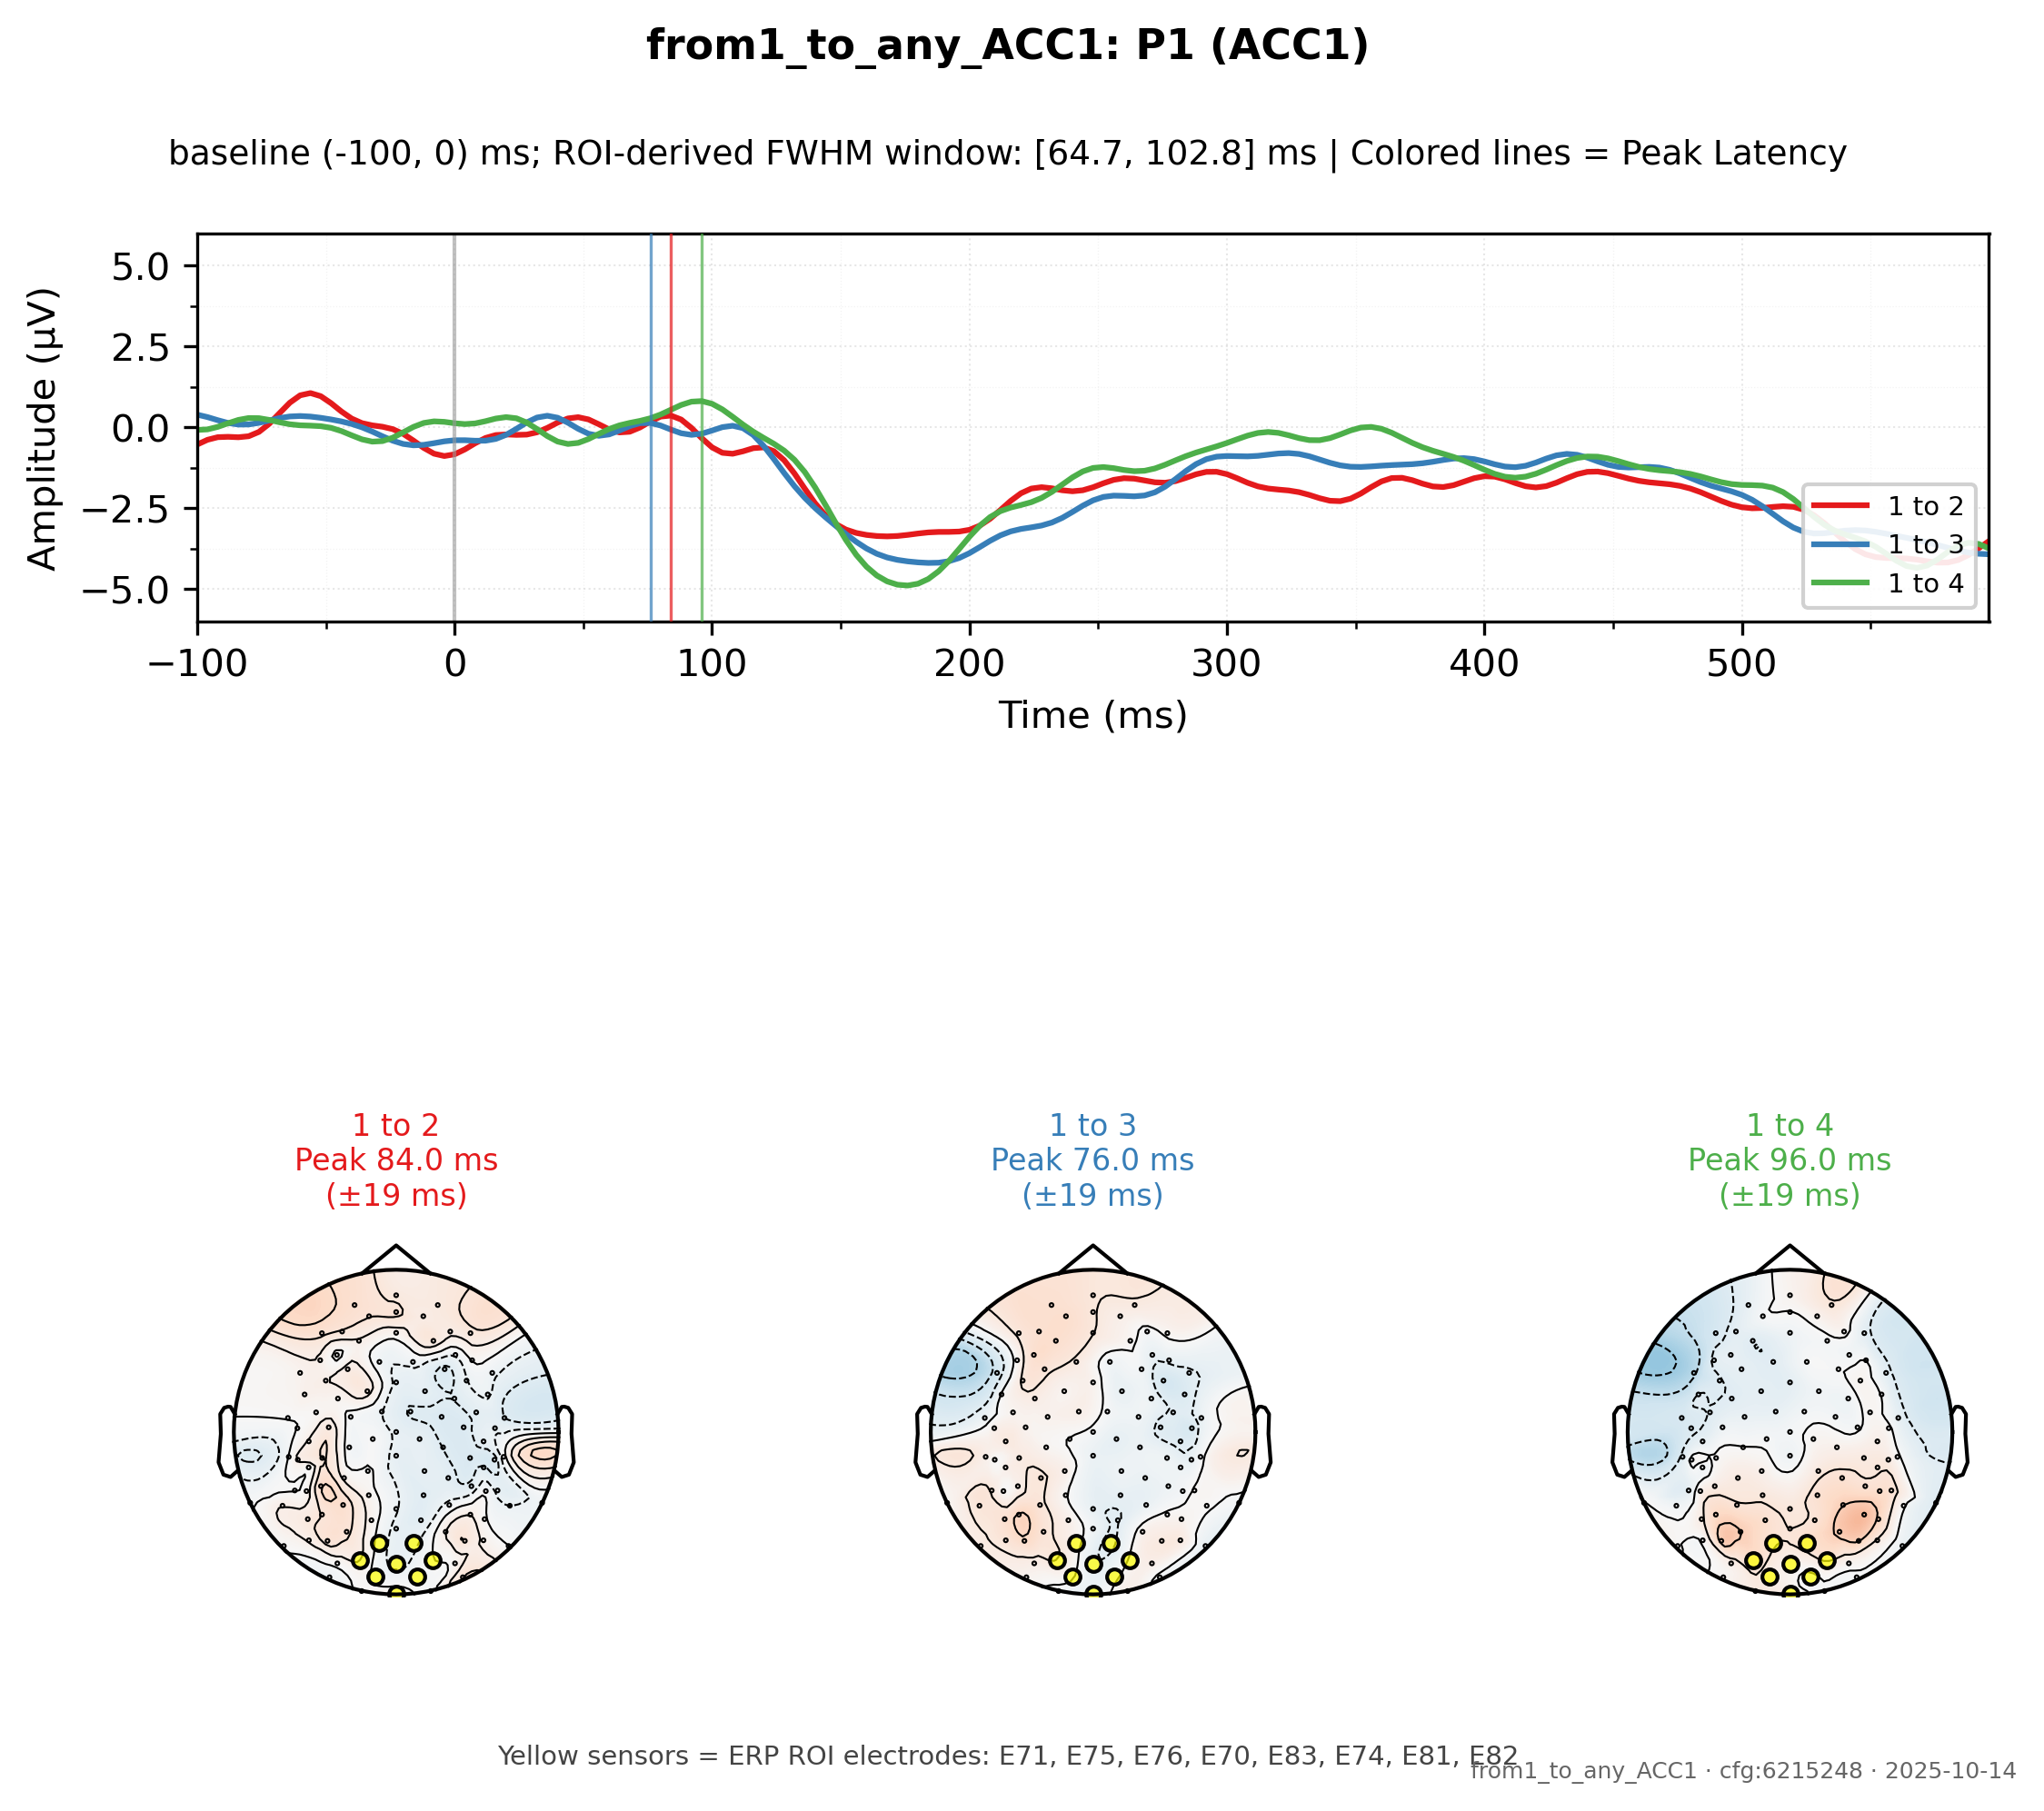 from1_to_any_ACC1: P1 (ACC1)
baseline (-100, 0) ms; ROI-derived FWHM window: [64.7, 102.8] ms | Colored lines = Peak Latency
Amplitude (µV)
5.0
2.5
0.0
−2.5
−5.0
1 to 2
1 to 3
1 to 4
−100
0
100
200
300
400
500
Time (ms)
1 to 2
Peak 84.0 ms
(±19 ms)
1 to 3
Peak 76.0 ms
(±19 ms)
1 to 4
Peak 96.0 ms
(±19 ms)
Yellow sensors = ERP ROI electrodes: E71, E75, E76, E70, E83, E74, E81, E82
from1_to_any_ACC1 · cfg:6215248 · 2025-10-14